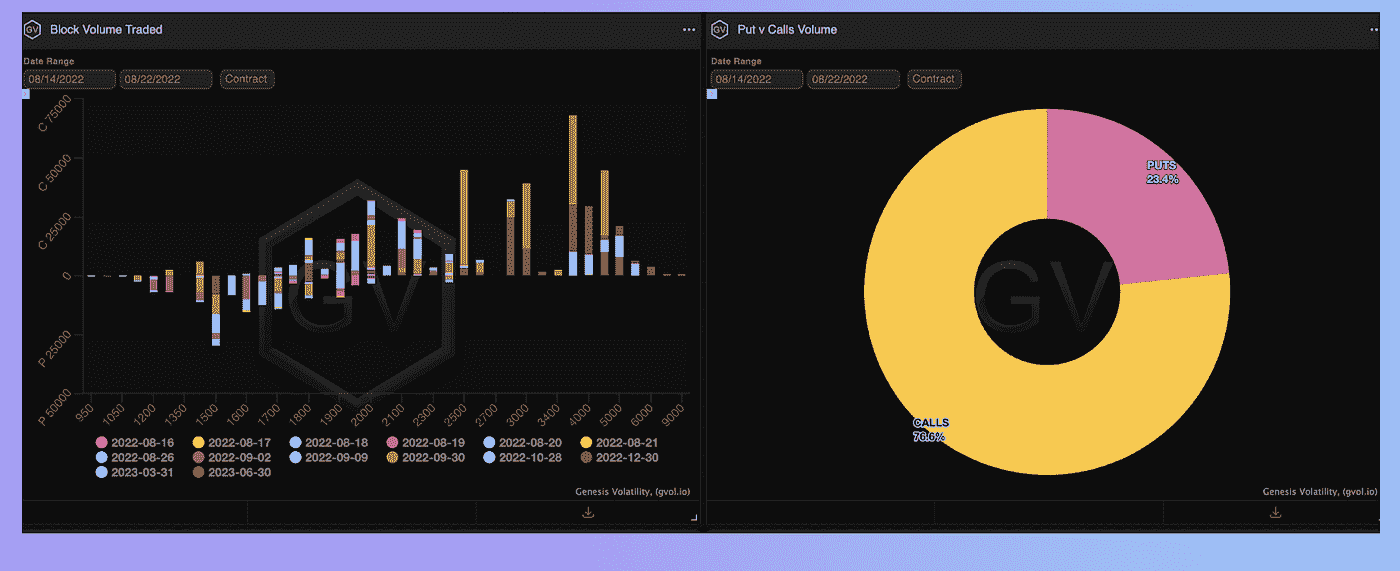 GV Block Volume Traded
Date Range
08/14/2022 08/22/2022 Contract
C 75000
C 50000
C 25000
0
P 25000
P 50000
950 1050 1200 1350 1500 1600 1700 1800 1900 2000 2100 2300 2500 2700 3000 3400 4000 5000 6000 9000
GV
2022-08-16 2022-08-17 2022-08-18 2022-08-19 2022-08-20 2022-08-21
2022-08-26 2022-09-02 2022-09-09 2022-09-30 2022-10-28 2022-12-30
2023-03-31 2023-06-30
Genesis Volatility, (gvol.io)
GV Put v Calls Volume
Date Range
08/14/2022 08/22/2022 Contract
PUTS
23.4%
GV
CALLS
76.6%
Genesis Volatility, (gvol.io)